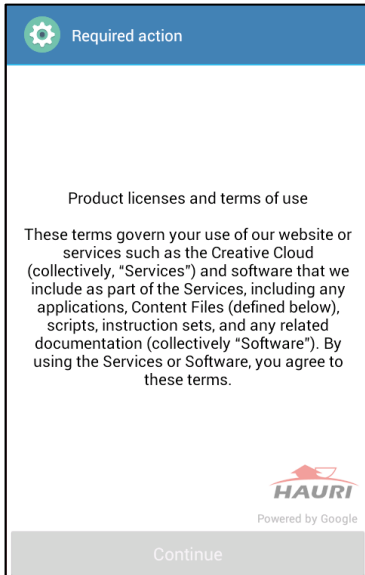 Required action
Product licenses and terms of use
These terms govern your use of our website or
services such as the Creative Cloud
(collectively, “Services”) and software that we
include as part of the Services, including any
applications, Content Files (defined below),
scripts, instruction sets, and any related
documentation (collectively “Software”). By
using the Services or Software, you agree to
these terms.
HAURI
Powered by Google
Continue